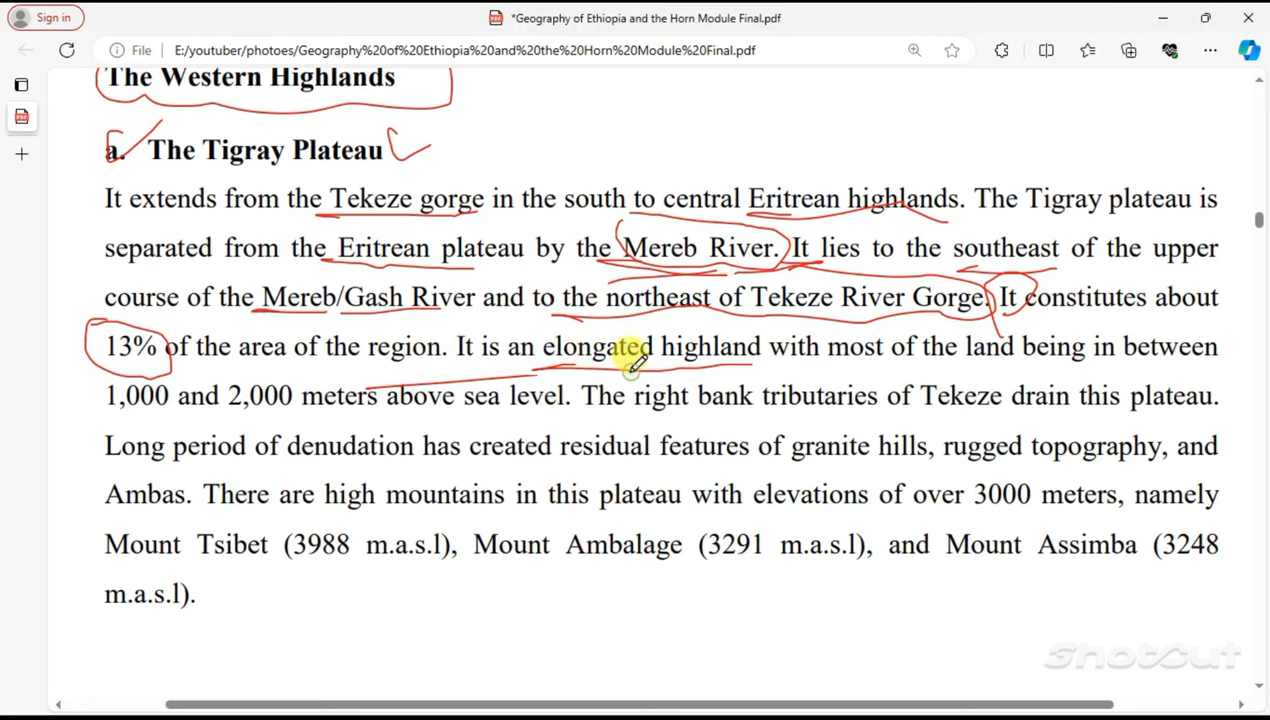 Sign in
*Geography of Ethiopia and the Horn Module Final.pdf
File
E:/youtuber/photoes/Geography%20of%20Ethiopia%20and%20the%20Horn%20Module%20Final.pdf
The Western Highlands
a. The Tigray Plateau
It extends from the Tekeze gorge in the south to central Eritrean highlands. The Tigray plateau is
separated from the Eritrean plateau by the Mereb River. It lies to the southeast of the upper
course of the Mereb/Gash River and to the northeast of Tekeze River Gorge. It constitutes about
13% of the area of the region. It is an elongated highland with most of the land being in between
1,000 and 2,000 meters above sea level. The right bank tributaries of Tekeze drain this plateau.
Long period of denudation has created residual features of granite hills, rugged topography, and
Ambas. There are high mountains in this plateau with elevations of over 3000 meters, namely
Mount Tsibet (3988 m.a.s.l), Mount Ambalage (3291 m.a.s.l), and Mount Assimba (3248
m.a.s.l).
Shotcut